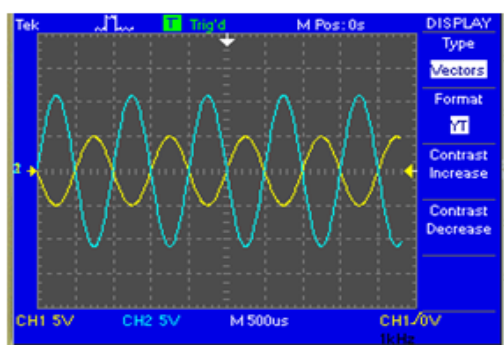 Tek T Trig'd M Pos: 0s DISPLAY
Type
Vectors
Format
YT
Contrast
Increase
Contrast
Decrease
2
CH1 5V CH2 5V M 500us CH1 0V
1kHz